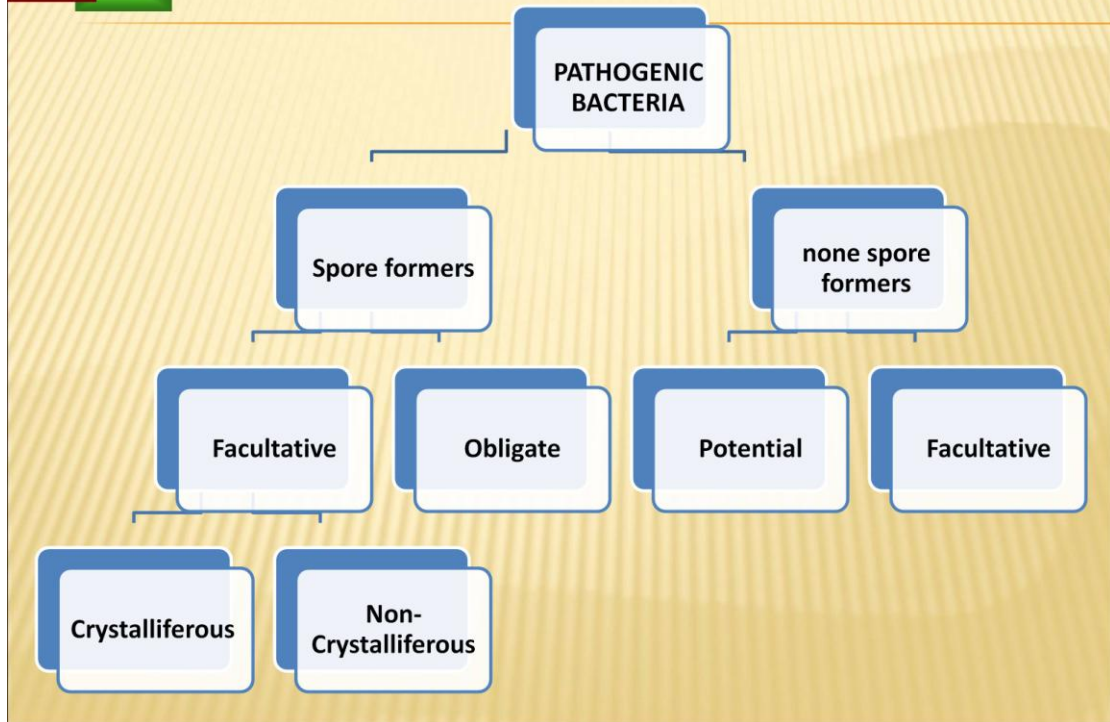 PATHOGENIC
BACTERIA
Spore formers
none spore
formers
Facultative
Obligate
Potential
Facultative
Crystalliferous
Non-
Crystalliferous